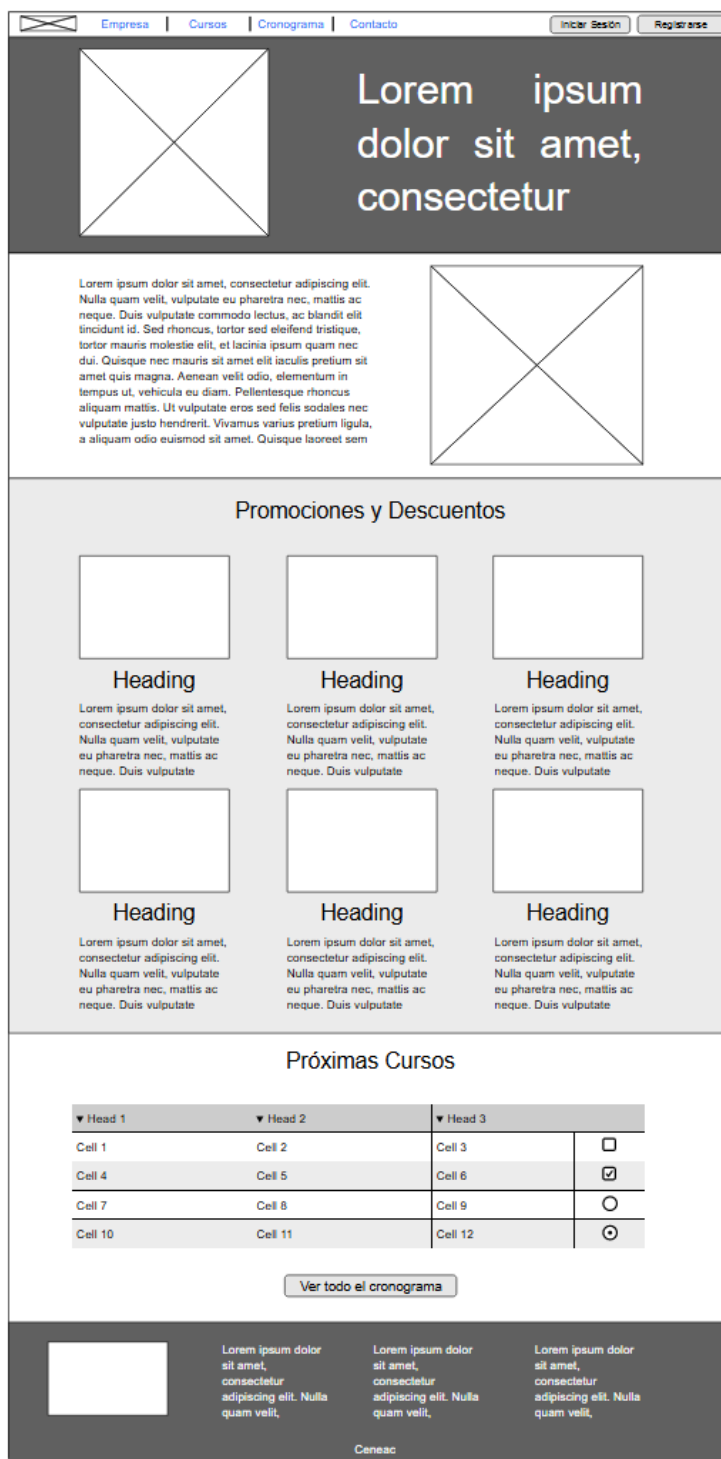 Empresa | Cursos | Cronograma | Contacto Iniciar Sesión Registrarse
Lorem ipsum
dolor sit amet,
consectetur
Lorem ipsum dolor sit amet, consectetur adipiscing elit.
Nulla quam velit, vulputate eu pharetra nec, mattis ac
neque. Duis vulputate commodo lectus, ac blandit elit
tincidunt id. Sed rhoncus, tortor sed eleifend tristique,
tortor mauris molestie elit, et lacinia ipsum quam nec
dui. Quisque nec mauris sit amet elit iaculis pretium sit
amet quis magna. Aenean velit odio, elementum in
tempus ut, vehicula eu diam. Pellentesque rhoncus
aliquam mattis. Ut vulputate eros sed felis sodales nec
vulputate justo hendrerit. Vivamus varius pretium ligula,
a aliquam odio euismod sit amet. Quisque laoreet sem
Promociones y Descuentos
Heading
Lorem ipsum dolor sit amet,
consectetur adipiscing elit.
Nulla quam velit, vulputate
eu pharetra nec, mattis ac
neque. Duis vulputate
Heading
Lorem ipsum dolor sit amet,
consectetur adipiscing elit.
Nulla quam velit, vulputate
eu pharetra nec, mattis ac
neque. Duis vulputate
Heading
Lorem ipsum dolor sit amet,
consectetur adipiscing elit.
Nulla quam velit, vulputate
eu pharetra nec, mattis ac
neque. Duis vulputate
Heading
Lorem ipsum dolor sit amet,
consectetur adipiscing elit.
Nulla quam velit, vulputate
eu pharetra nec, mattis ac
neque. Duis vulputate
Heading
Lorem ipsum dolor sit amet,
consectetur adipiscing elit.
Nulla quam velit, vulputate
eu pharetra nec, mattis ac
neque. Duis vulputate
Heading
Lorem ipsum dolor sit amet,
consectetur adipiscing elit.
Nulla quam velit, vulputate
eu pharetra nec, mattis ac
neque. Duis vulputate
Próximas Cursos
▼ Head 1 ▼ Head 2 ▼ Head 3
Cell 1 Cell 2 Cell 3
Cell 4 Cell 5 Cell 6
Cell 7 Cell 8 Cell 9
Cell 10 Cell 11 Cell 12
Ver todo el cronograma
Lorem ipsum dolor
sit amet,
consectetur
adipiscing elit. Nulla
quam velit,
Lorem ipsum dolor
sit amet,
consectetur
adipiscing elit. Nulla
quam velit,
Lorem ipsum dolor
sit amet,
consectetur
adipiscing elit. Nulla
quam velit,
Ceneac